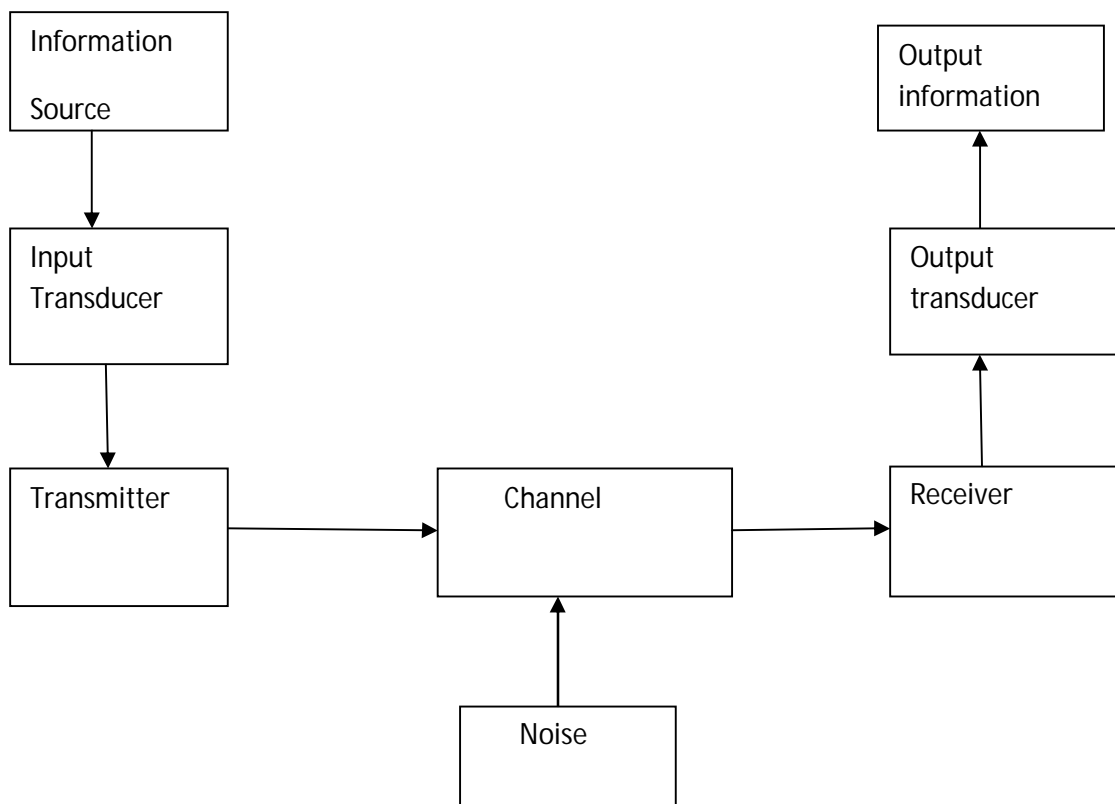 Information
Source
Output
information
Input
Transducer
Output
transducer
Transmitter
Channel
Receiver
Noise